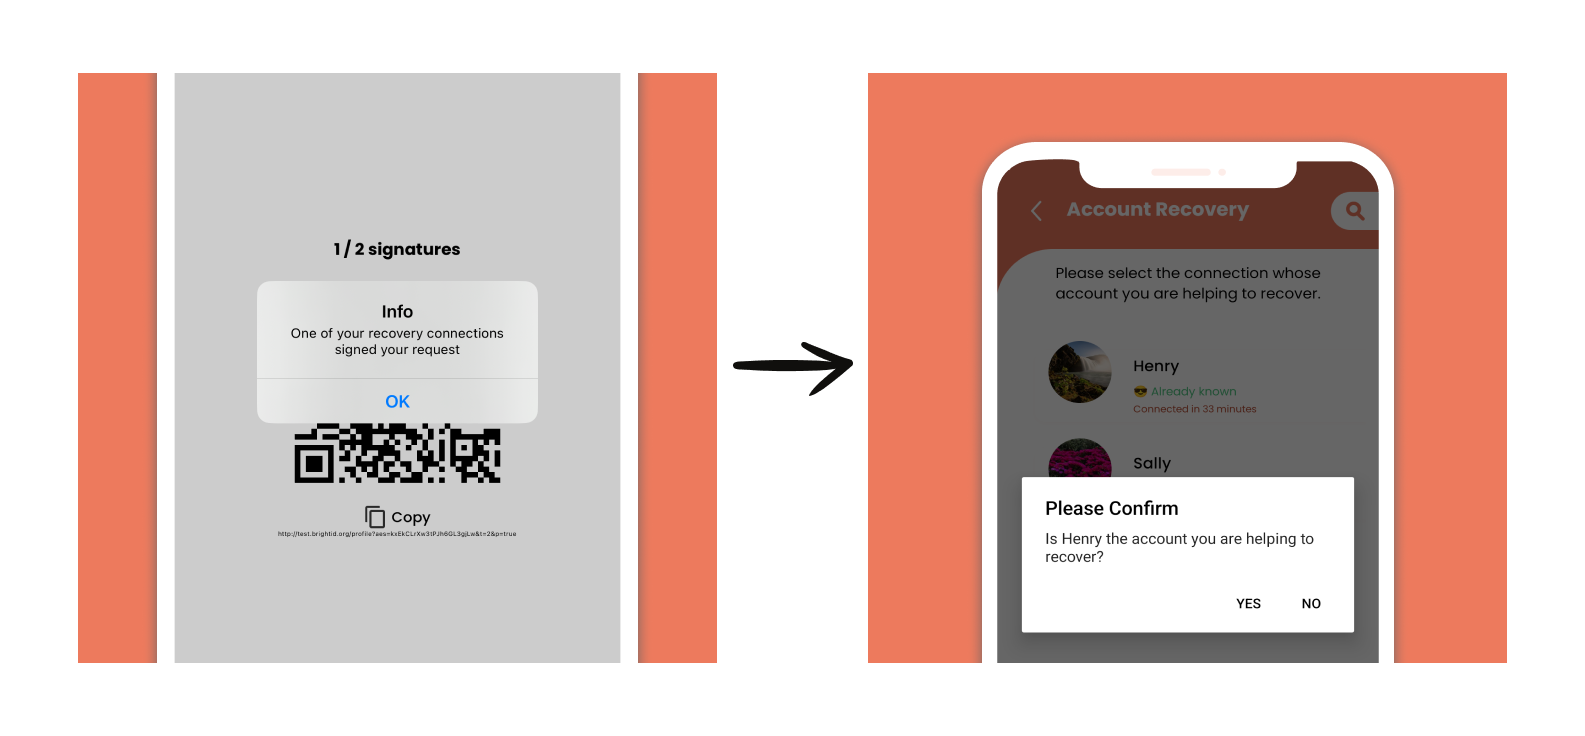 1 / 2 signatures
Info
One of your recovery connections
signed your request
OK
Copy
http://test.brightid.org/profile?aes=kxEkCLrXw3tPJh6GL3gjLw&t=2&p=true
Account Recovery
Please select the connection whose
account you are helping to recover.
Henry
😎 Already known
Connected in 33 minutes
Sally
Please Confirm
Is Henry the account you are helping to
recover?
YES NO